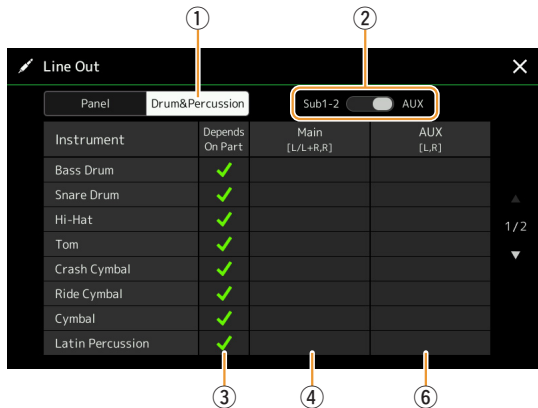 ① ②
Line Out ×
Panel Drum&Percussion Sub1-2 AUX
Instrument Depends On Part Main [L/L+R,R] AUX [L,R]
Bass Drum ✓
Snare Drum ✓
Hi-Hat ✓
1/2
Tom ✓
Crash Cymbal ✓
Ride Cymbal ✓
Cymbal ✓
Latin Percussion ✓
③ ④ ⑥